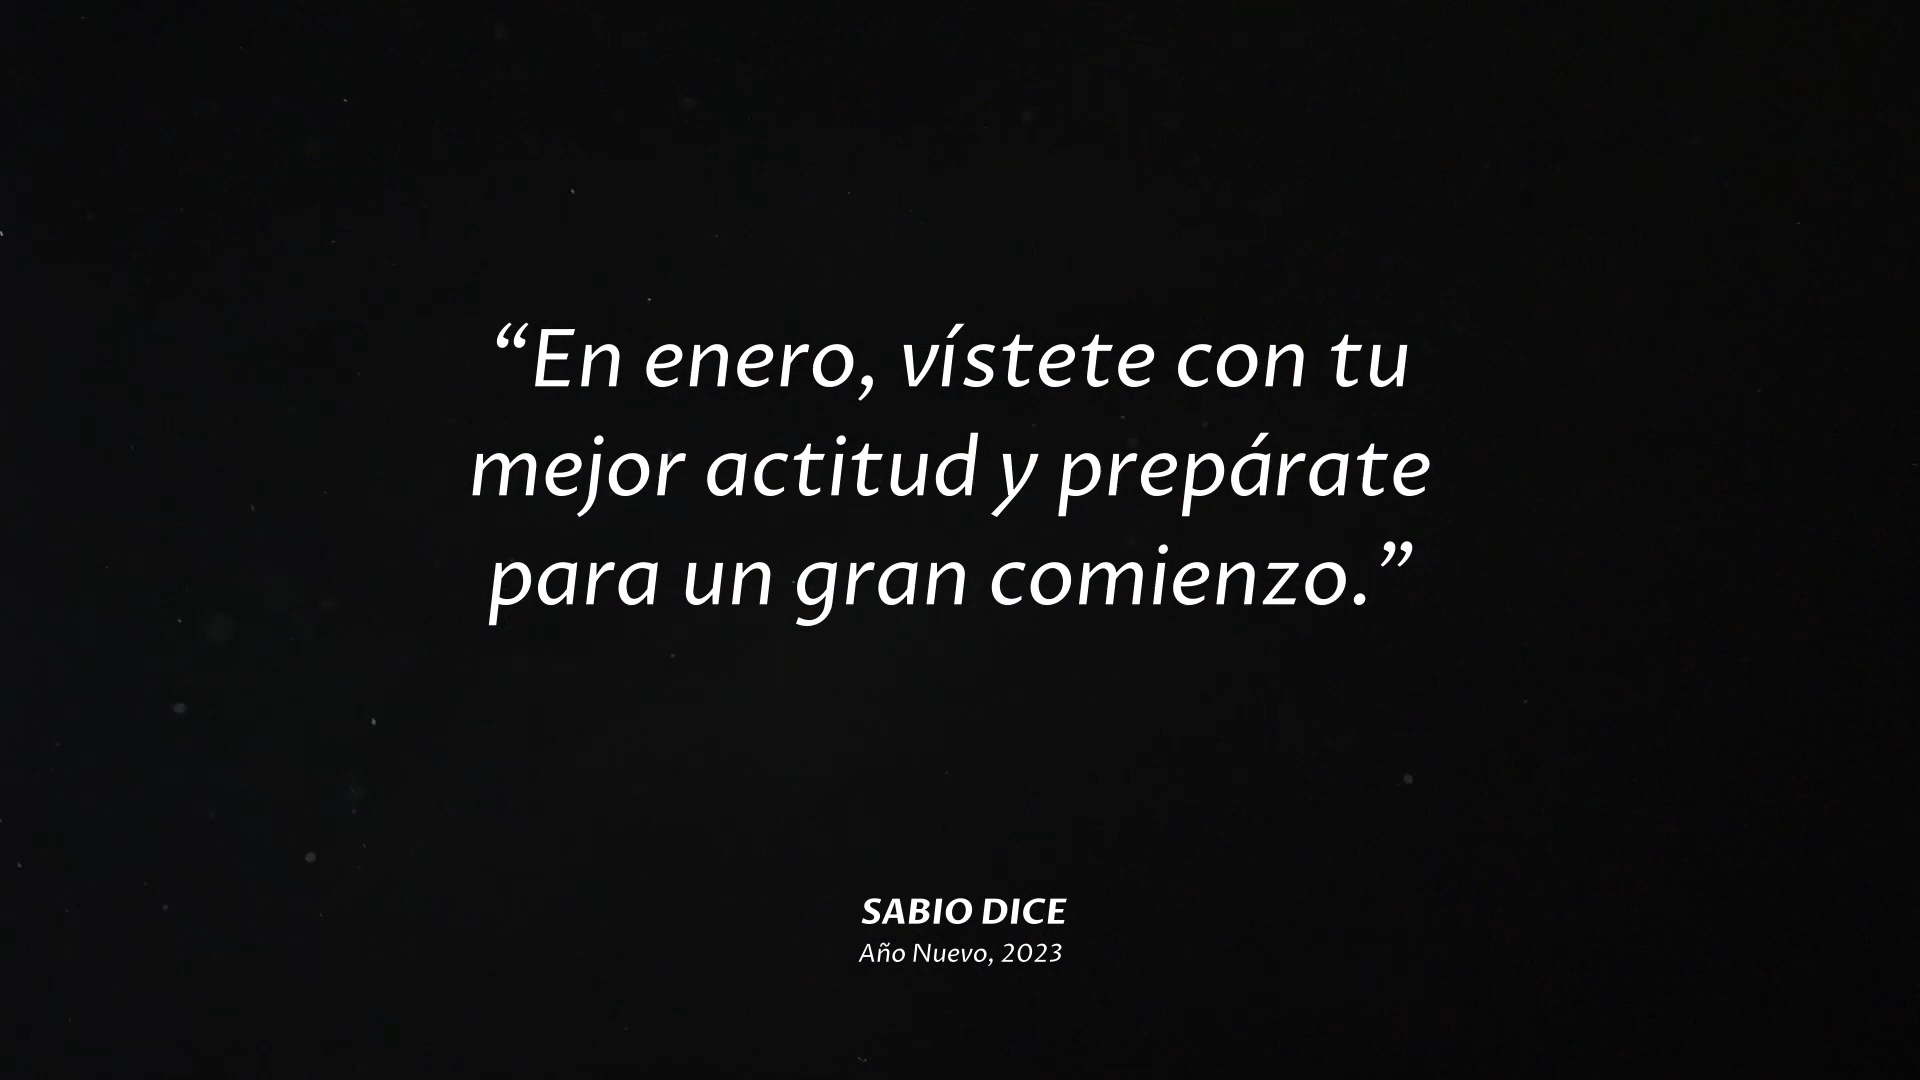 “En enero, vístete con tu
mejor actitud y prepárate
para un gran comienzo.”
SABIO DICE
Año Nuevo, 2023